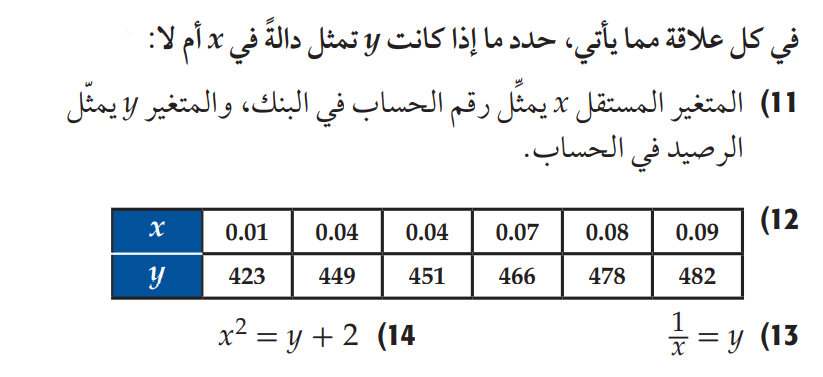 في كل علاقة مما يأتي، حدد ما إذا كانت y تمثل دالةً في x أم لا:
(11 المتغير المستقل x يمثِّل رقم الحساب في البنك، والمتغير y يمثّل
الرصيد في الحساب.
(12
x 0.01 0.04 0.04 0.07 0.08 0.09
y 423 449 451 466 478 482
(13 1/x = y (14 x² = y + 2